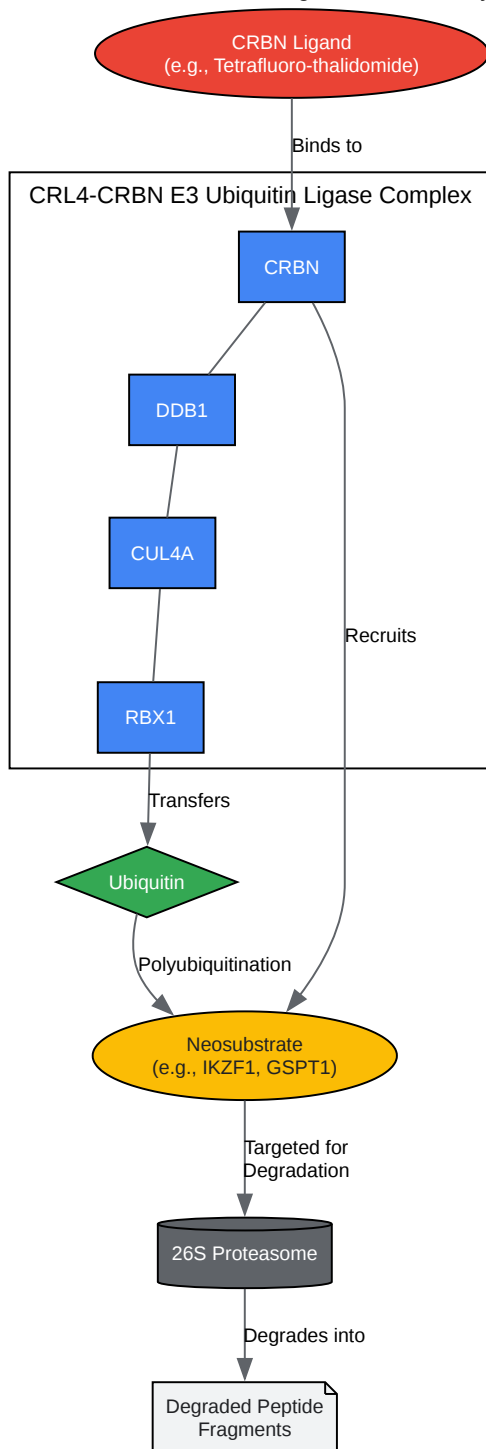 CRBN Ligand
(e.g., Tetrafluoro-thalidomide)
Binds to
CRL4-CRBN E3 Ubiquitin Ligase Complex
CRBN
DDB1
CUL4A
Recruits
RBX1
Transfers
Ubiquitin
Polyubiquitination
Neosubstrate
(e.g., IKZF1, GSPT1)
Targeted for
Degradation
26S Proteasome
Degrades into
Degraded Peptide
Fragments